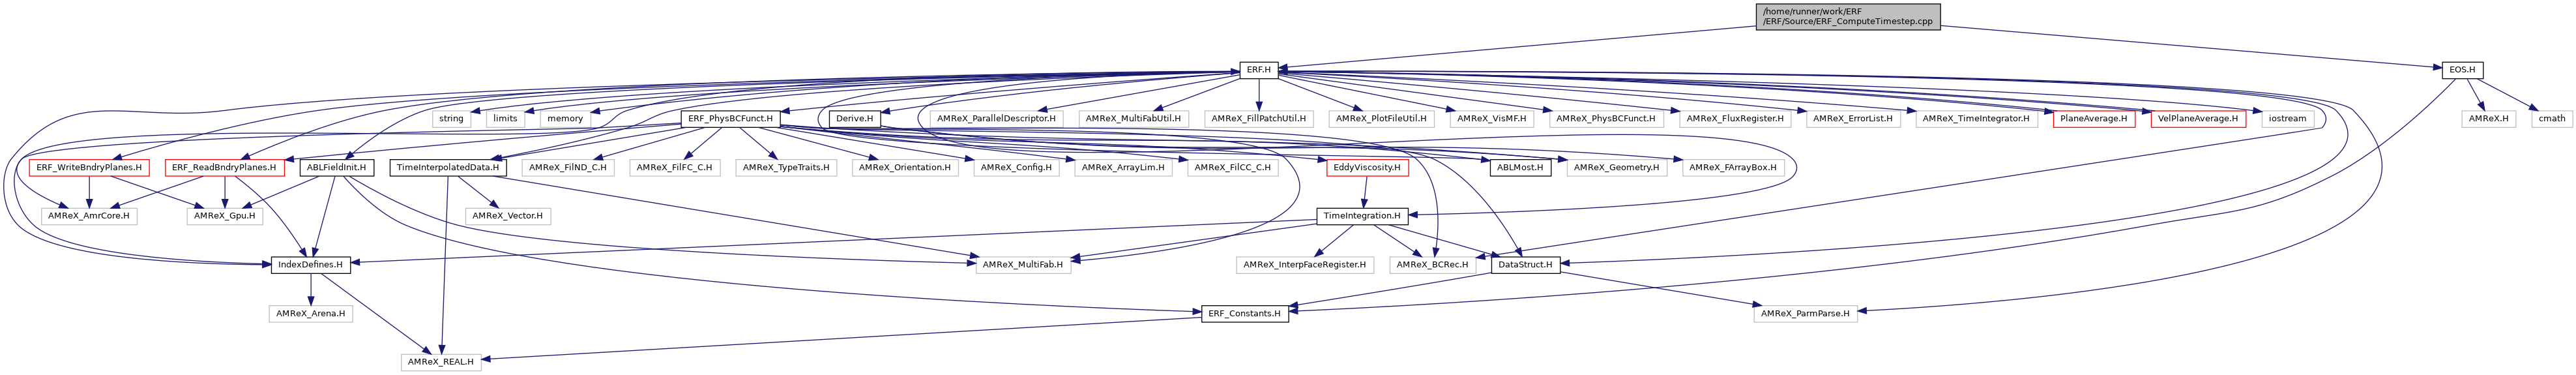 /home/runner/work/ERF
/ERF/Source/ERF_ComputeTimestep.cpp
ERF.H
EOS.H
string
limits
memory
ERF_PhysBCFunct.H
Derive.H
AMReX_ParallelDescriptor.H
AMReX_MultiFabUtil.H
AMReX_FillPatchUtil.H
AMReX_PlotFileUtil.H
AMReX_VisMF.H
AMReX_PhysBCFunct.H
AMReX_FluxRegister.H
AMReX_ErrorList.H
AMReX_TimeIntegrator.H
PlaneAverage.H
VelPlaneAverage.H
iostream
AMReX.H
cmath
ERF_WriteBndryPlanes.H
ERF_ReadBndryPlanes.H
ABLFieldInit.H
TimeInterpolatedData.H
AMReX_FilND_C.H
AMReX_FilFC_C.H
AMReX_TypeTraits.H
AMReX_Orientation.H
AMReX_Config.H
AMReX_ArrayLim.H
AMReX_FilCC_C.H
EddyViscosity.H
ABLMost.H
AMReX_Geometry.H
AMReX_FArrayBox.H
AMReX_AmrCore.H
AMReX_Gpu.H
AMReX_Vector.H
TimeIntegration.H
IndexDefines.H
AMReX_MultiFab.H
AMReX_InterpFaceRegister.H
AMReX_BCRec.H
DataStruct.H
AMReX_Arena.H
ERF_Constants.H
AMReX_ParmParse.H
AMReX_REAL.H